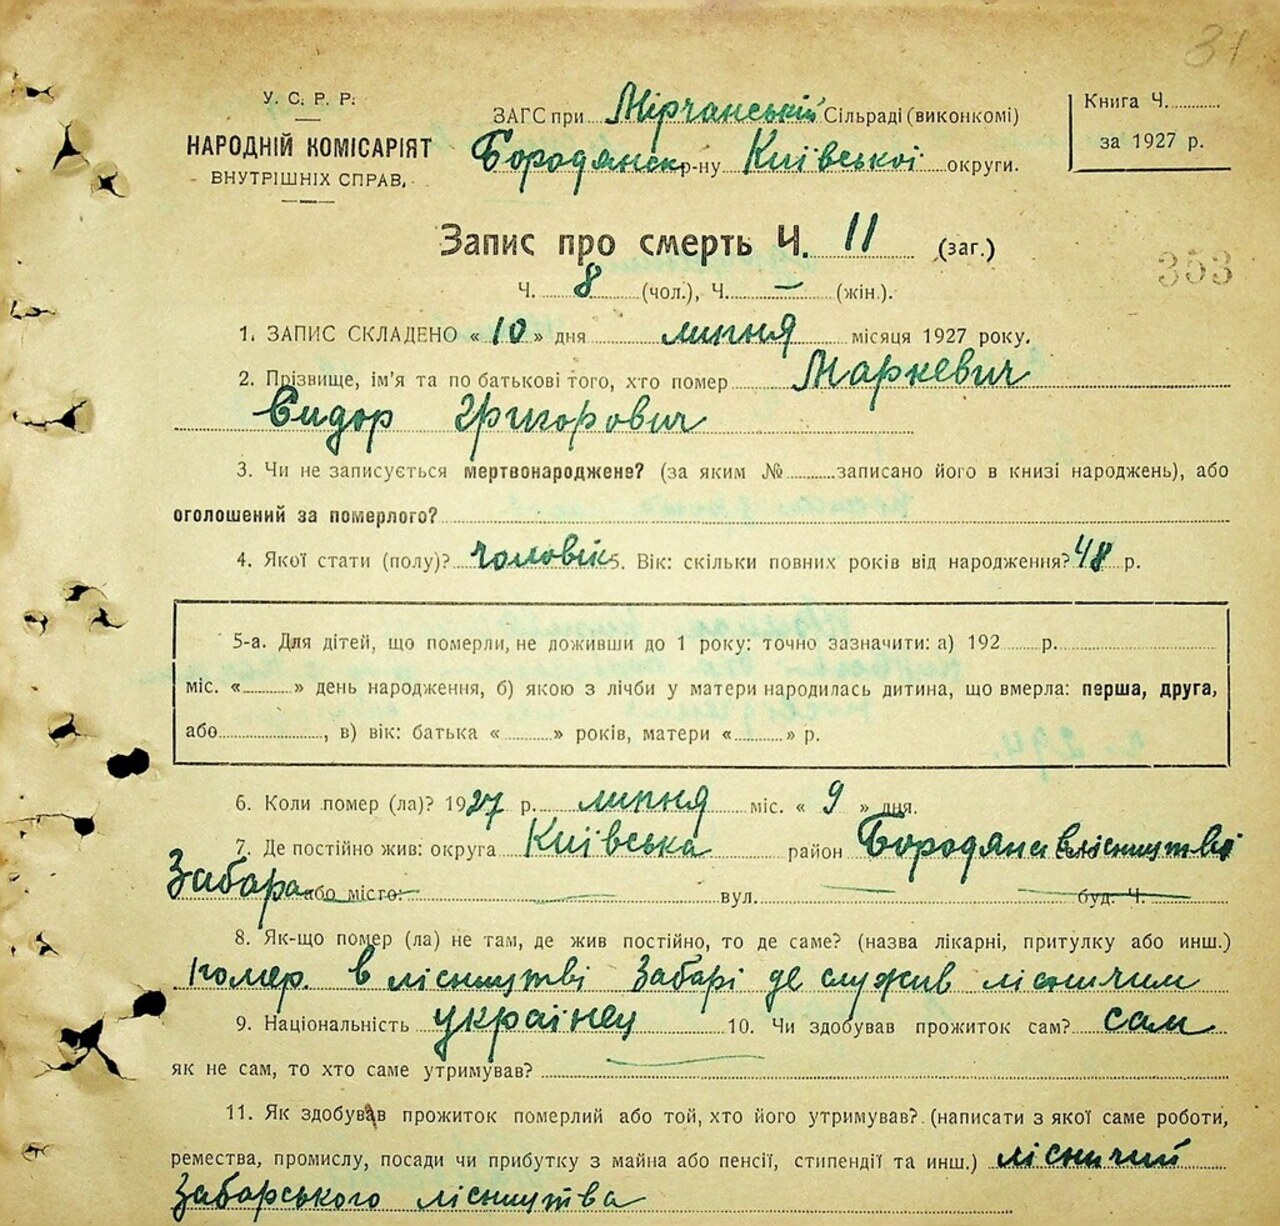 31
У. С. Р. Р.
НАРОДНІЙ КОМІСАРІЯТ
ВНУТРІШНІХ СПРАВ.
ЗАГС при Мірчанській Сільраді (виконкомі)
Бородянськ р-ну Київської округи.
Книга Ч.
за 1927 р.
Запис про смерть Ч. 11 (заг.)
353
Ч. 8 (чол.), Ч. – (жін.).
1. ЗАПИС СКЛАДЕНО « 10 » дня липня місяця 1927 року.
2. Прізвище, ім'я та по батькові того, хто помер Маркевич
Сидор Григорович
3. Чи не записується мертвонароджене? (за яким № записано його в книзі народжень), або
оголошений за померлого?
4. Якої стати (полу)? чоловік 5. Вік: скільки повних років від народження? 48 р.
5-а. Для дітей, що померли, не доживши до 1 року: точно зазначити: а) 192 р.
міс. « » день народження, б) якою з лічби у матери народилась дитина, що вмерла: перша, друга,
або , в) вік: батька « » років, матери « » р.
6. Коли помер (ла)? 1927 р. липня міс. « 9 » дня.
7. Де постійно жив: округа Київська район Бородянс в лісництві
Забара або місто: вул. буд. Ч.
8. Як-що помер (ла) не там, де жив постійно, то де саме? (назва лікарні, притулку або инш.)
помер в лісництві Забарі де служив лісничим
9. Національність українец 10. Чи здобував прожиток сам? сам
як не сам, то хто саме утримував?
11. Як здобував прожиток померлий або той, хто його утримував? (написати з якої саме роботи,
ремества, промислу, посади чи прибутку з майна або пенсії, стипендії та инш.) лісничий
Забарського лісництва